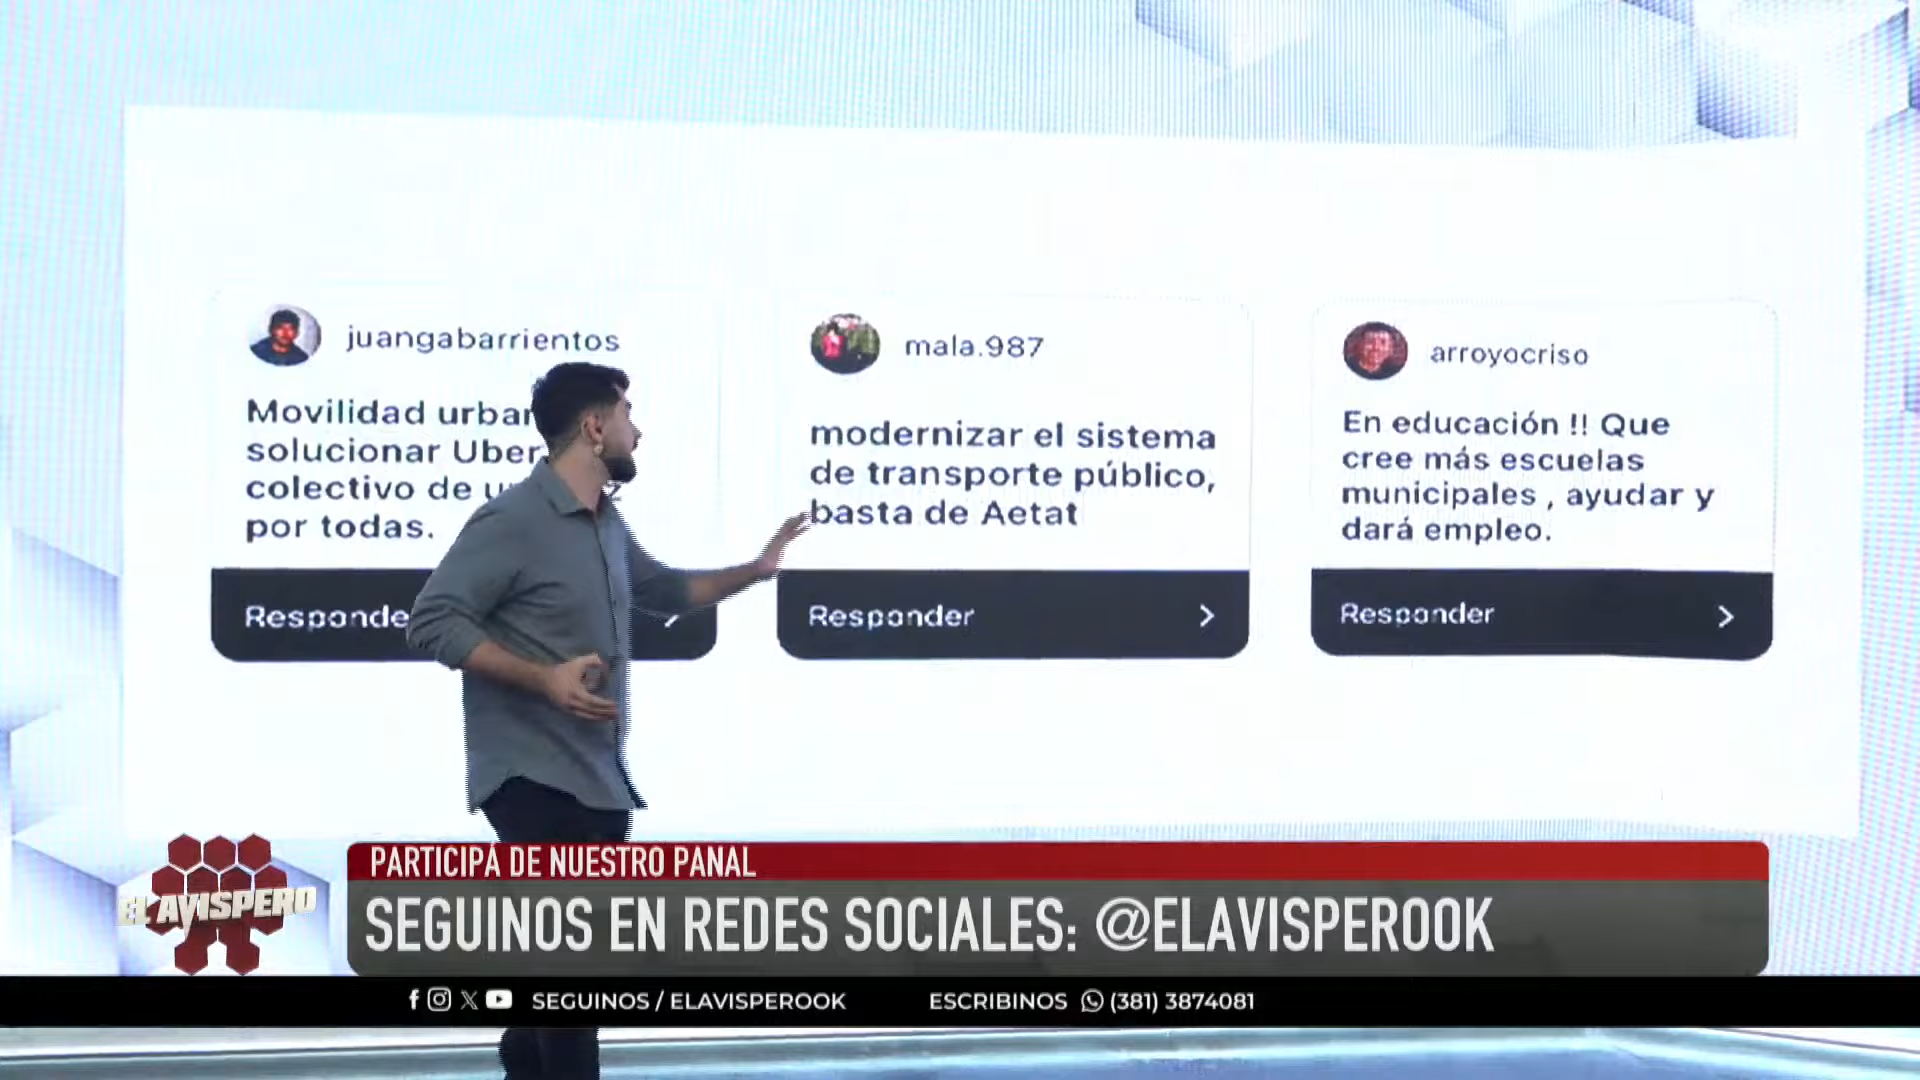 juangabarrientos
Movilidad urban
solucionar Uber
colectivo de
por todas.
Responde
mala.987
modernizar el sistema
de transporte público,
basta de Aetat
Responder
arroyocriso
En educación !! Que
cree más escuelas
municipales , ayudar y
dará empleo.
Responder
EL AVISPERO
PARTICIPÁ DE NUESTRO PANAL
SEGUINOS EN REDES SOCIALES: @ELAVISPEROOK
SEGUINOS / ELAVISPEROOK ESCRIBINOS (381) 3874081